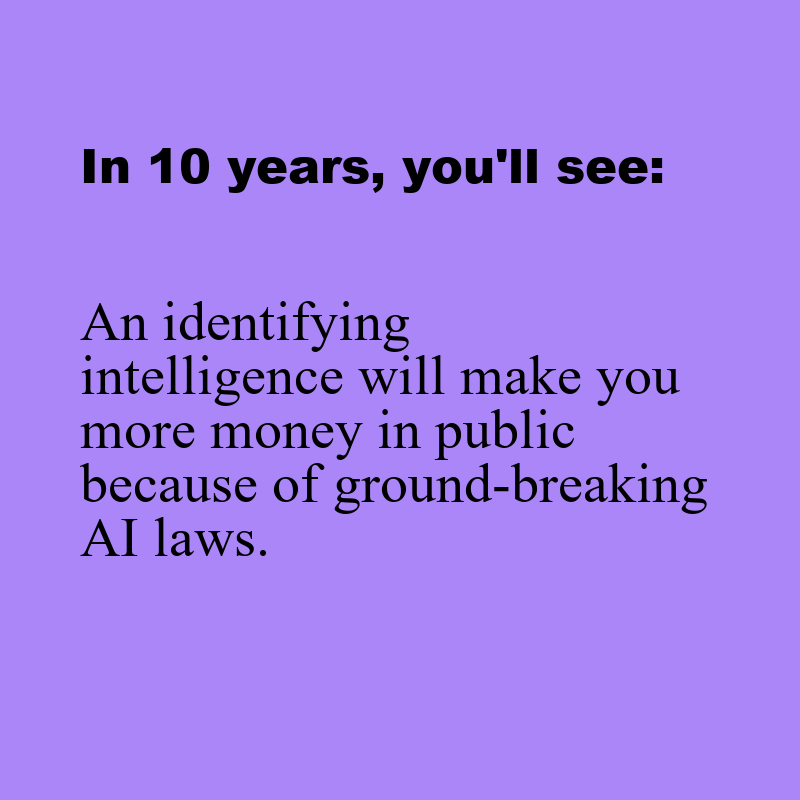 In 10 years, you'll see:
An identifying
intelligence will make you
more money in public
because of ground-breaking
AI laws.